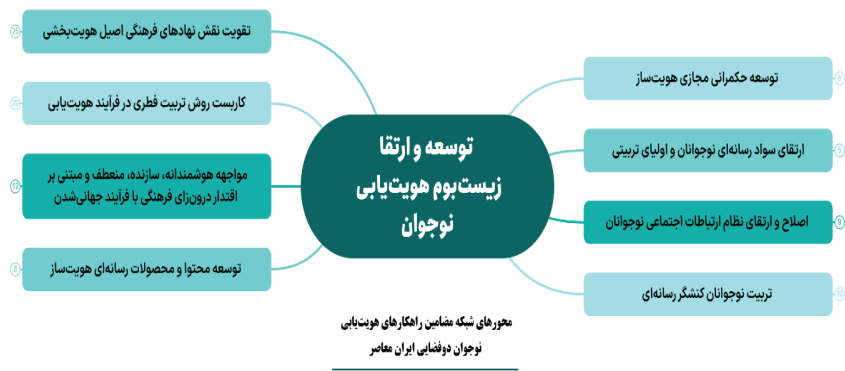 توسعه و ارتقا
زیست‌بوم هویت‌یابی
نوجوان
توسعه حکمرانی مجازی هویت‌ساز
ارتقای سواد رسانه‌ای نوجوانان و اولیای تربیتی
اصلاح و ارتقای نظام ارتباطات اجتماعی نوجوانان
تربیت نوجوانان کنشگر رسانه‌ای
تقویت نقش نهادهای فرهنگی اصیل هویت‌بخشی
کاربست روش تربیت فطری در فرآیند هویت‌یابی
مواجهه هوشمندانه، سازنده، منعطف و مبتنی بر
اقتدار درون‌زای فرهنگی با فرآیند جهانی‌شدن
12
توسعه محتوا و محصولات رسانه‌ای هویت‌ساز
محورهای شبکه مضامین راهکارهای هویت‌یابی
نوجوان دوفضایی ایران معاصر